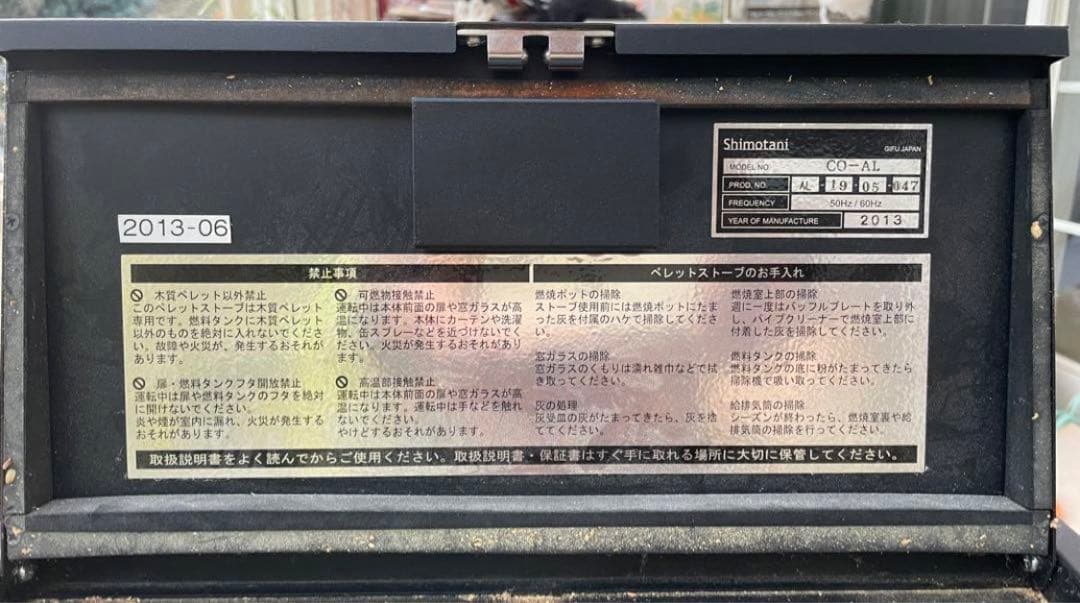 Shimotani
GIFU, JAPAN
MODEL NO.
CO-AL
PROD. NO.
AL-19-05-047
FREQUENCY
50Hz / 60Hz
YEAR OF MANUFACTURE
2013
2013-06
禁止事項
木質ペレット以外禁止
このペレットストーブは木質ペレット
専用です。燃料タンクに木質ペレット
以外のものを絶対に入れないでくださ
い。故障や火災が、発生するおそれが
あります。
可燃物接触禁止
運転中は本体前面の扉や窓ガラスが高
温になります。本体にカーテンや洗濯
物、缶スプレーなどを近づけないでく
ださい。火災が発生するおそれがあり
ます。
扉・燃料タンクフタ開放禁止
運転中は扉や燃料タンクのフタを絶対
に開けないでください。
炎や煙が室内に漏れ、火災が発生する
おそれがあります。
高温部接触禁止
運転中は本体前面の扉や窓ガラスが高
温になります。運転中は手などを触れ
ないでください。
やけどするおそれがあります。
ペレットストーブのお手入れ
燃焼ポットの掃除
ストーブ使用前には燃焼ポットにたま
った灰を付属のハケで掃除してくださ
い。
窓ガラスの掃除
窓ガラスのくもりは濡れ雑巾などで拭
き取ってください。
灰の処理
灰受皿の灰がたまってきたら、灰を捨
ててください。
燃焼室上部の掃除
週に一度はバッフルプレートを取り外
し、パイプクリーナーで燃焼室上部に
付着した灰を掃除してください。
燃料タンクの掃除
燃料タンクの底に粉がたまってきたら
掃除機で吸い取ってください。
給排気筒の掃除
シーズンが終わったら、燃焼室裏や給
排気筒の掃除を行ってください。
取扱説明書をよく読んでからご使用ください。取扱説明書・保証書はすぐ手に取れる場所に大切に保管してください。